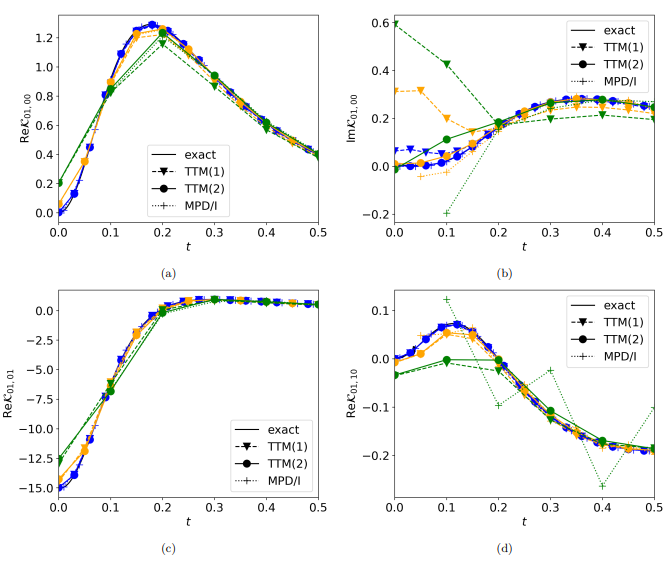 ReK01,00
1.2
1.0
0.8
0.6
0.4
0.2
0.0
exact
TTM(1)
TTM(2)
MPD/I
0.0 0.1 0.2 0.3 0.4 0.5
t
(a)
ImK01,00
0.6
0.4
0.2
0.0
−0.2
exact
TTM(1)
TTM(2)
MPD/I
0.0 0.1 0.2 0.3 0.4 0.5
t
(b)
ReK01,01
0.0
−2.5
−5.0
−7.5
−10.0
−12.5
−15.0
exact
TTM(1)
TTM(2)
MPD/I
0.0 0.1 0.2 0.3 0.4 0.5
t
(c)
ReK01,10
0.1
0.0
−0.1
−0.2
exact
TTM(1)
TTM(2)
MPD/I
0.0 0.1 0.2 0.3 0.4 0.5
t
(d)